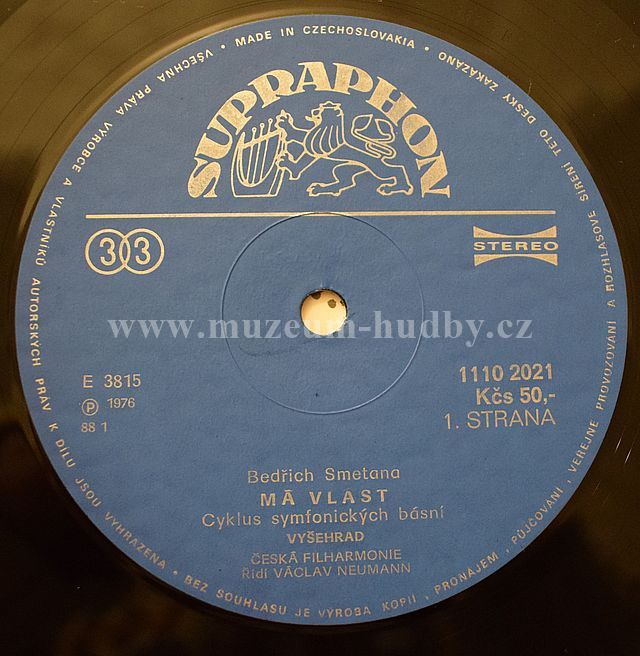 VŠECHNA PRÁVA VÝROBCE A VLASTNÍKŮ AUTORSKÝCH PRÁV K DÍLU JSOU VYHRAZENA • BEZ SOUHLASU JE VÝROBA KOPIÍ, PRONÁJEM, PŮJČOVÁNÍ, VEREJNÉ PROVOZOVÁNÍ A ROZHLASOVÉ ŠÍŘENÍ TÉTO DESKY ZAKÁZÁNO • MADE IN CZECHOSLOVAKIA •
SUPRAPHON
33
STEREO
www.muzeum-hudby.cz
E 3815
℗ 1976
88 1
1110 2021
Kčs 50,-
1. STRANA
Bedřich Smetana
MÁ VLAST
Cyklus symfonických básní
VYŠEHRAD
ČESKÁ FILHARMONIE
Řídí VÁCLAV NEUMANN